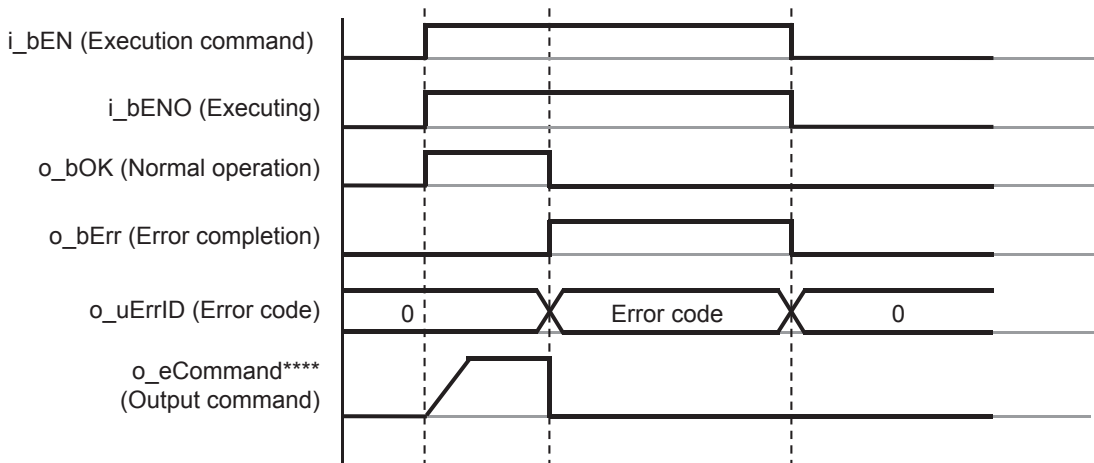 i_bEN (Execution command)
i_bENO (Executing)
o_bOK (Normal operation)
o_bErr (Error completion)
o_uErrID (Error code)
0
Error code
0
o_eCommand****
(Output command)